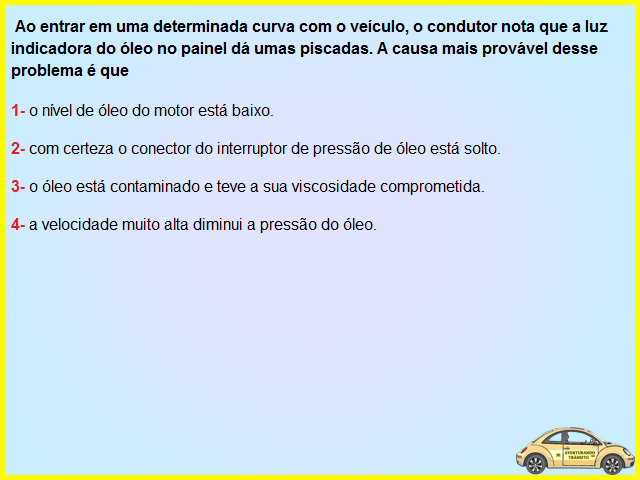 Ao entrar em uma determinada curva com o veículo, o condutor nota que a luz
indicadora do óleo no painel dá umas piscadas. A causa mais provável desse
problema é que
1- o nível de óleo do motor está baixo.
2- com certeza o conector do interruptor de pressão de óleo está solto.
3- o óleo está contaminado e teve a sua viscosidade comprometida.
4- a velocidade muito alta diminui a pressão do óleo.
AVENTURANDO
TRÂNSITO